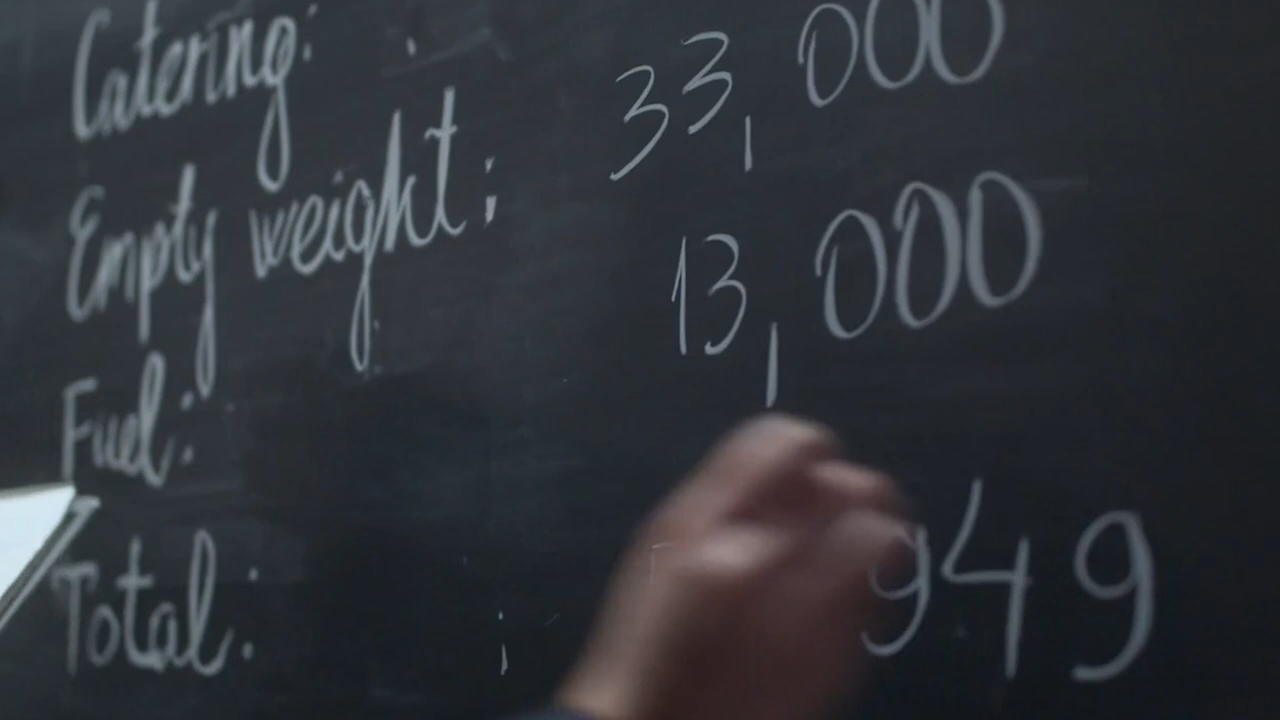 Catering:
Empty weight: 33,000
Fuel: 13,000
Total: 949